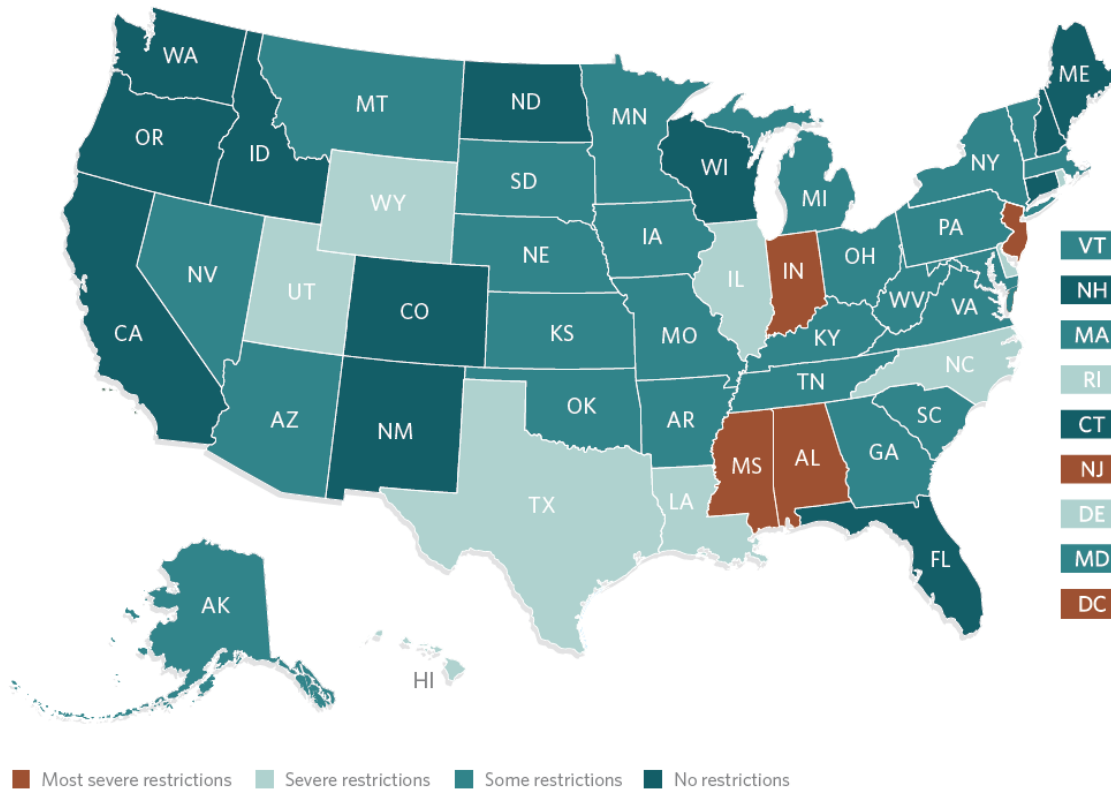 WA
ME
MT
ND
MN
OR
ID
WI
NY
SD
WY
MI
IA
PA
NE
OH
VT
NV
IL
IN
UT
NH
CO
WV
VA
CA
KS
MO
KY
MA
NC
TN
RI
OK
AZ
NM
AR
SC
CT
MS
AL
GA
NJ
TX
LA
DE
FL
MD
AK
DC
HI
Most severe restrictions
Severe restrictions
Some restrictions
No restrictions